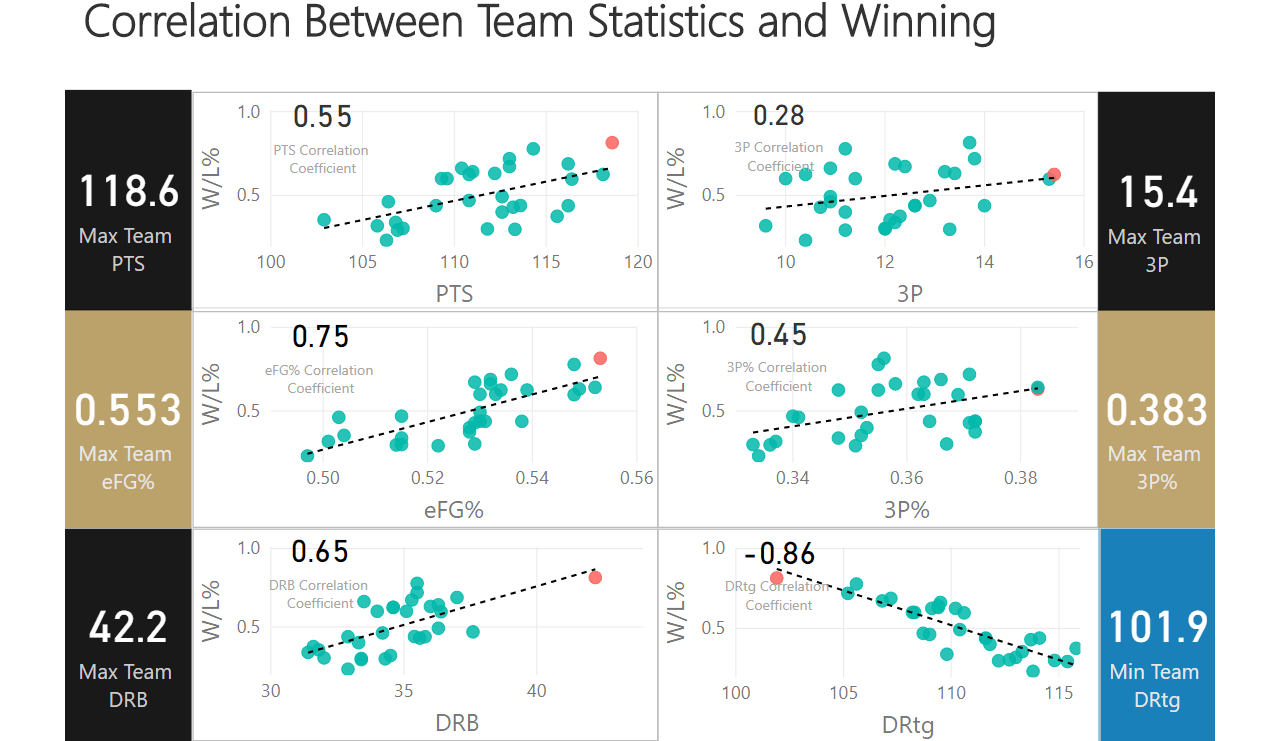 Correlation Between Team Statistics and Winning
118.6
Max Team
PTS
1.0
0.5
W/L%
0.55
PTS Correlation
Coefficient
100 105 110 115 120
PTS
1.0
0.5
W/L%
0.28
3P Correlation
Coefficient
10 12 14 16
3P
15.4
Max Team
3P
0.553
Max Team
eFG%
1.0
0.5
W/L%
0.75
eFG% Correlation
Coefficient
0.50 0.52 0.54 0.56
eFG%
1.0
0.5
W/L%
0.45
3P% Correlation
Coefficient
0.34 0.36 0.38
3P%
0.383
Max Team
3P%
42.2
Max Team
DRB
1.0
0.5
W/L%
0.65
DRB Correlation
Coefficient
30 35 40
DRB
1.0
0.5
W/L%
-0.86
DRtg Correlation
Coefficient
100 105 110 115
DRtg
101.9
Min Team
DRtg